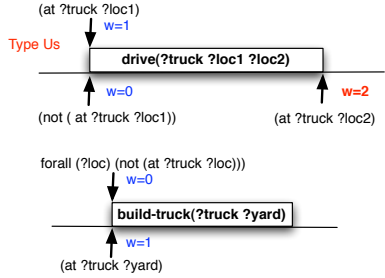 (at ?truck ?loc1)
w=1
Type Us
drive(?truck ?loc1 ?loc2)
w=0
w=2
(not ( at ?truck ?loc1))
(at ?truck ?loc2)
forall (?loc) (not (at ?truck ?loc)))
w=0
build-truck(?truck ?yard)
w=1
(at ?truck ?yard)